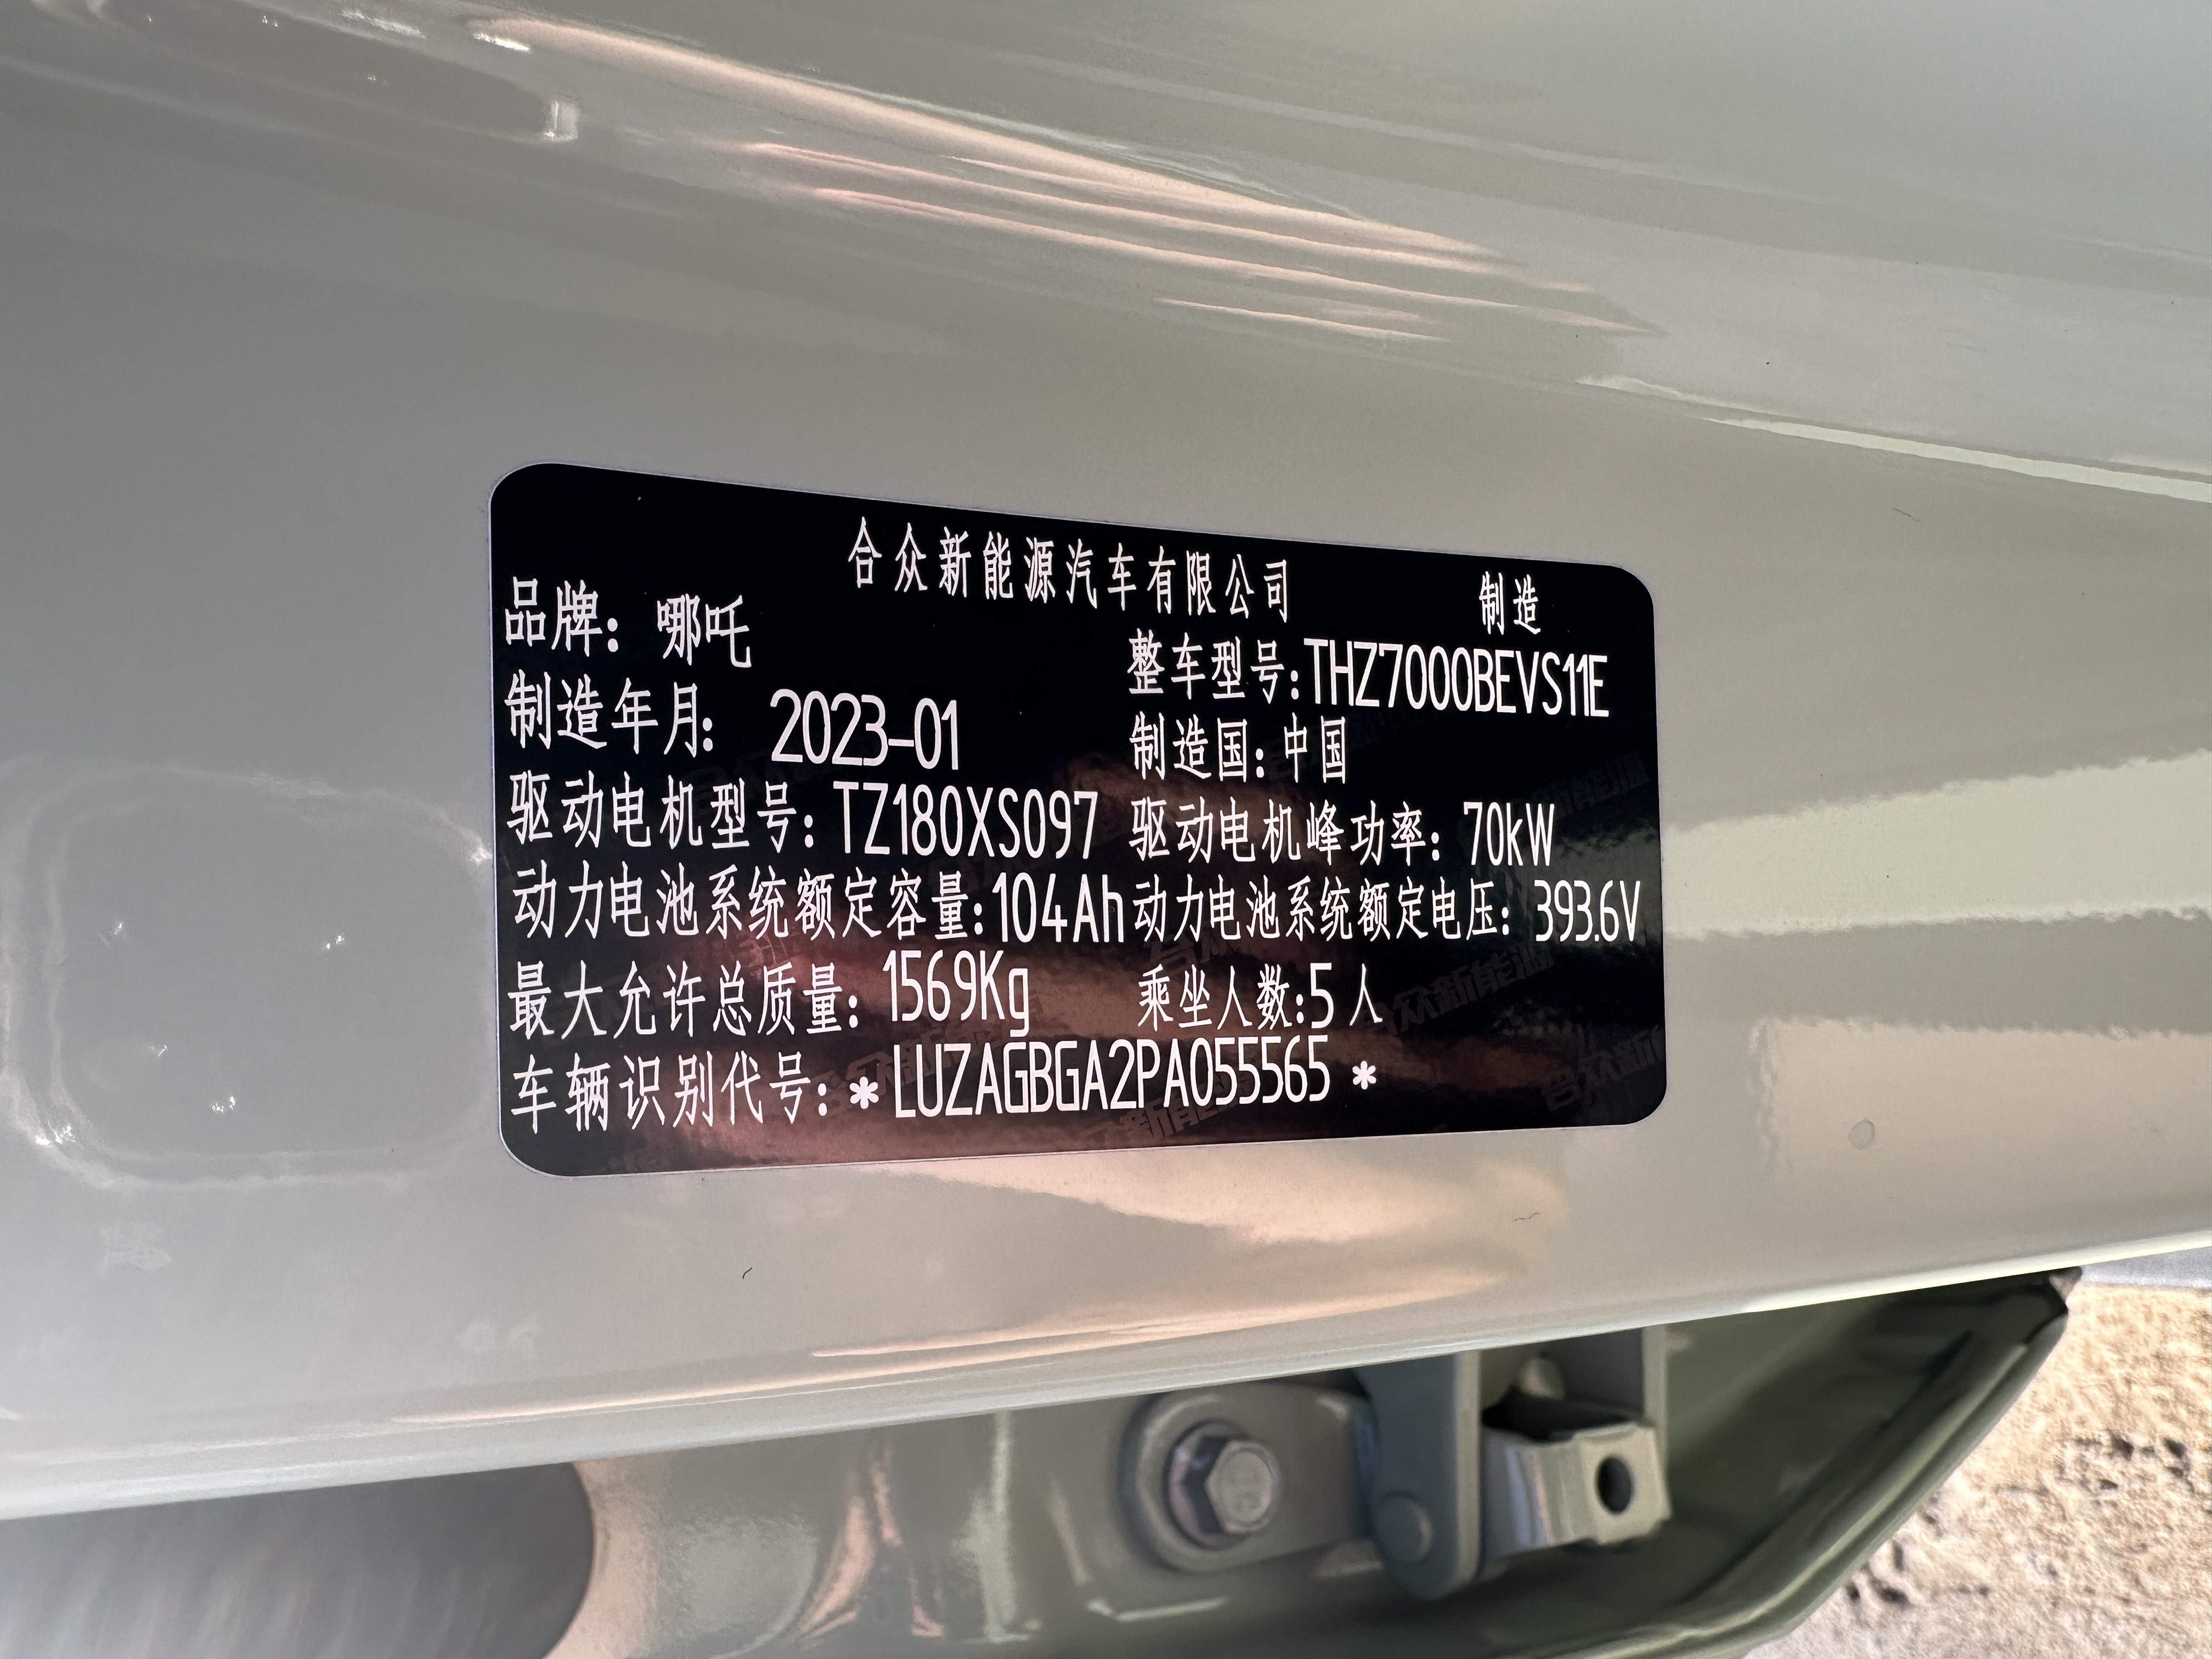 合众新能源汽车有限公司 制造
品牌: 哪吒 整车型号:THZ7000BEVS11E
制造年月: 2023-01 制造国:中国
驱动电机型号:TZ180XS097 驱动电机峰功率: 70kW
动力电池系统额定容量:104Ah 动力电池系统额定电压: 393.6V
最大允许总质量: 1569Kg 乘坐人数:5 人
车辆识别代号:* LUZAGBGA2PA055565 *